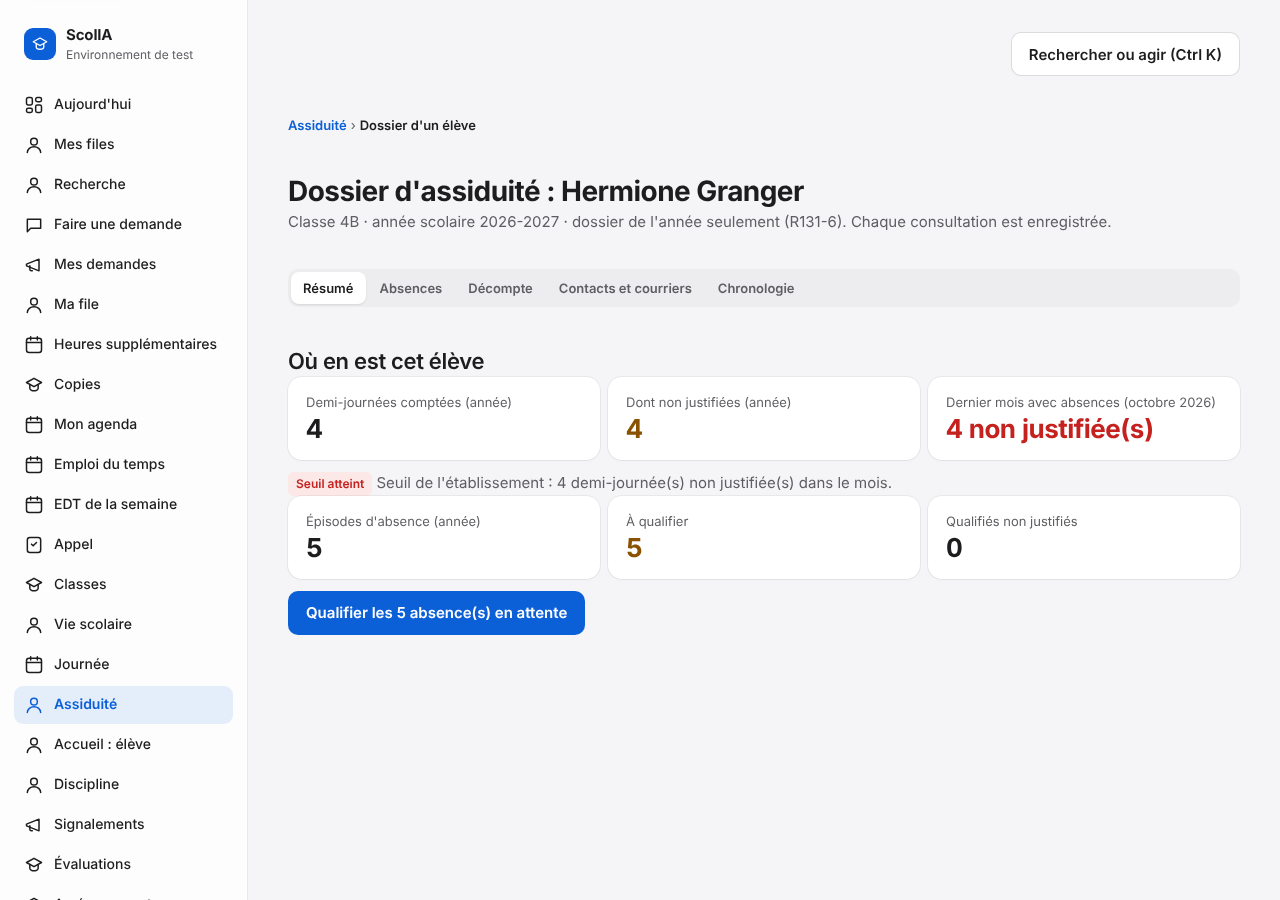 ScolIA
Environnement de test
Aujourd'hui
Mes files
Recherche
Faire une demande
Mes demandes
Ma file
Heures supplémentaires
Copies
Mon agenda
Emploi du temps
EDT de la semaine
Appel
Classes
Vie scolaire
Journée
Assiduité
Accueil : élève
Discipline
Signalements
Évaluations
Rechercher ou agir (Ctrl K)
Assiduité › Dossier d'un élève
Dossier d'assiduité : Hermione Granger
Classe 4B · année scolaire 2026-2027 · dossier de l'année seulement (R131-6). Chaque consultation est enregistrée.
Résumé Absences Décompte Contacts et courriers Chronologie
Où en est cet élève
Demi-journées comptées (année)
4
Dont non justifiées (année)
4
Dernier mois avec absences (octobre 2026)
4 non justifiée(s)
Seuil atteint Seuil de l'établissement : 4 demi-journée(s) non justifiée(s) dans le mois.
Épisodes d'absence (année)
5
À qualifier
5
Qualifiés non justifiés
0
Qualifier les 5 absence(s) en attente